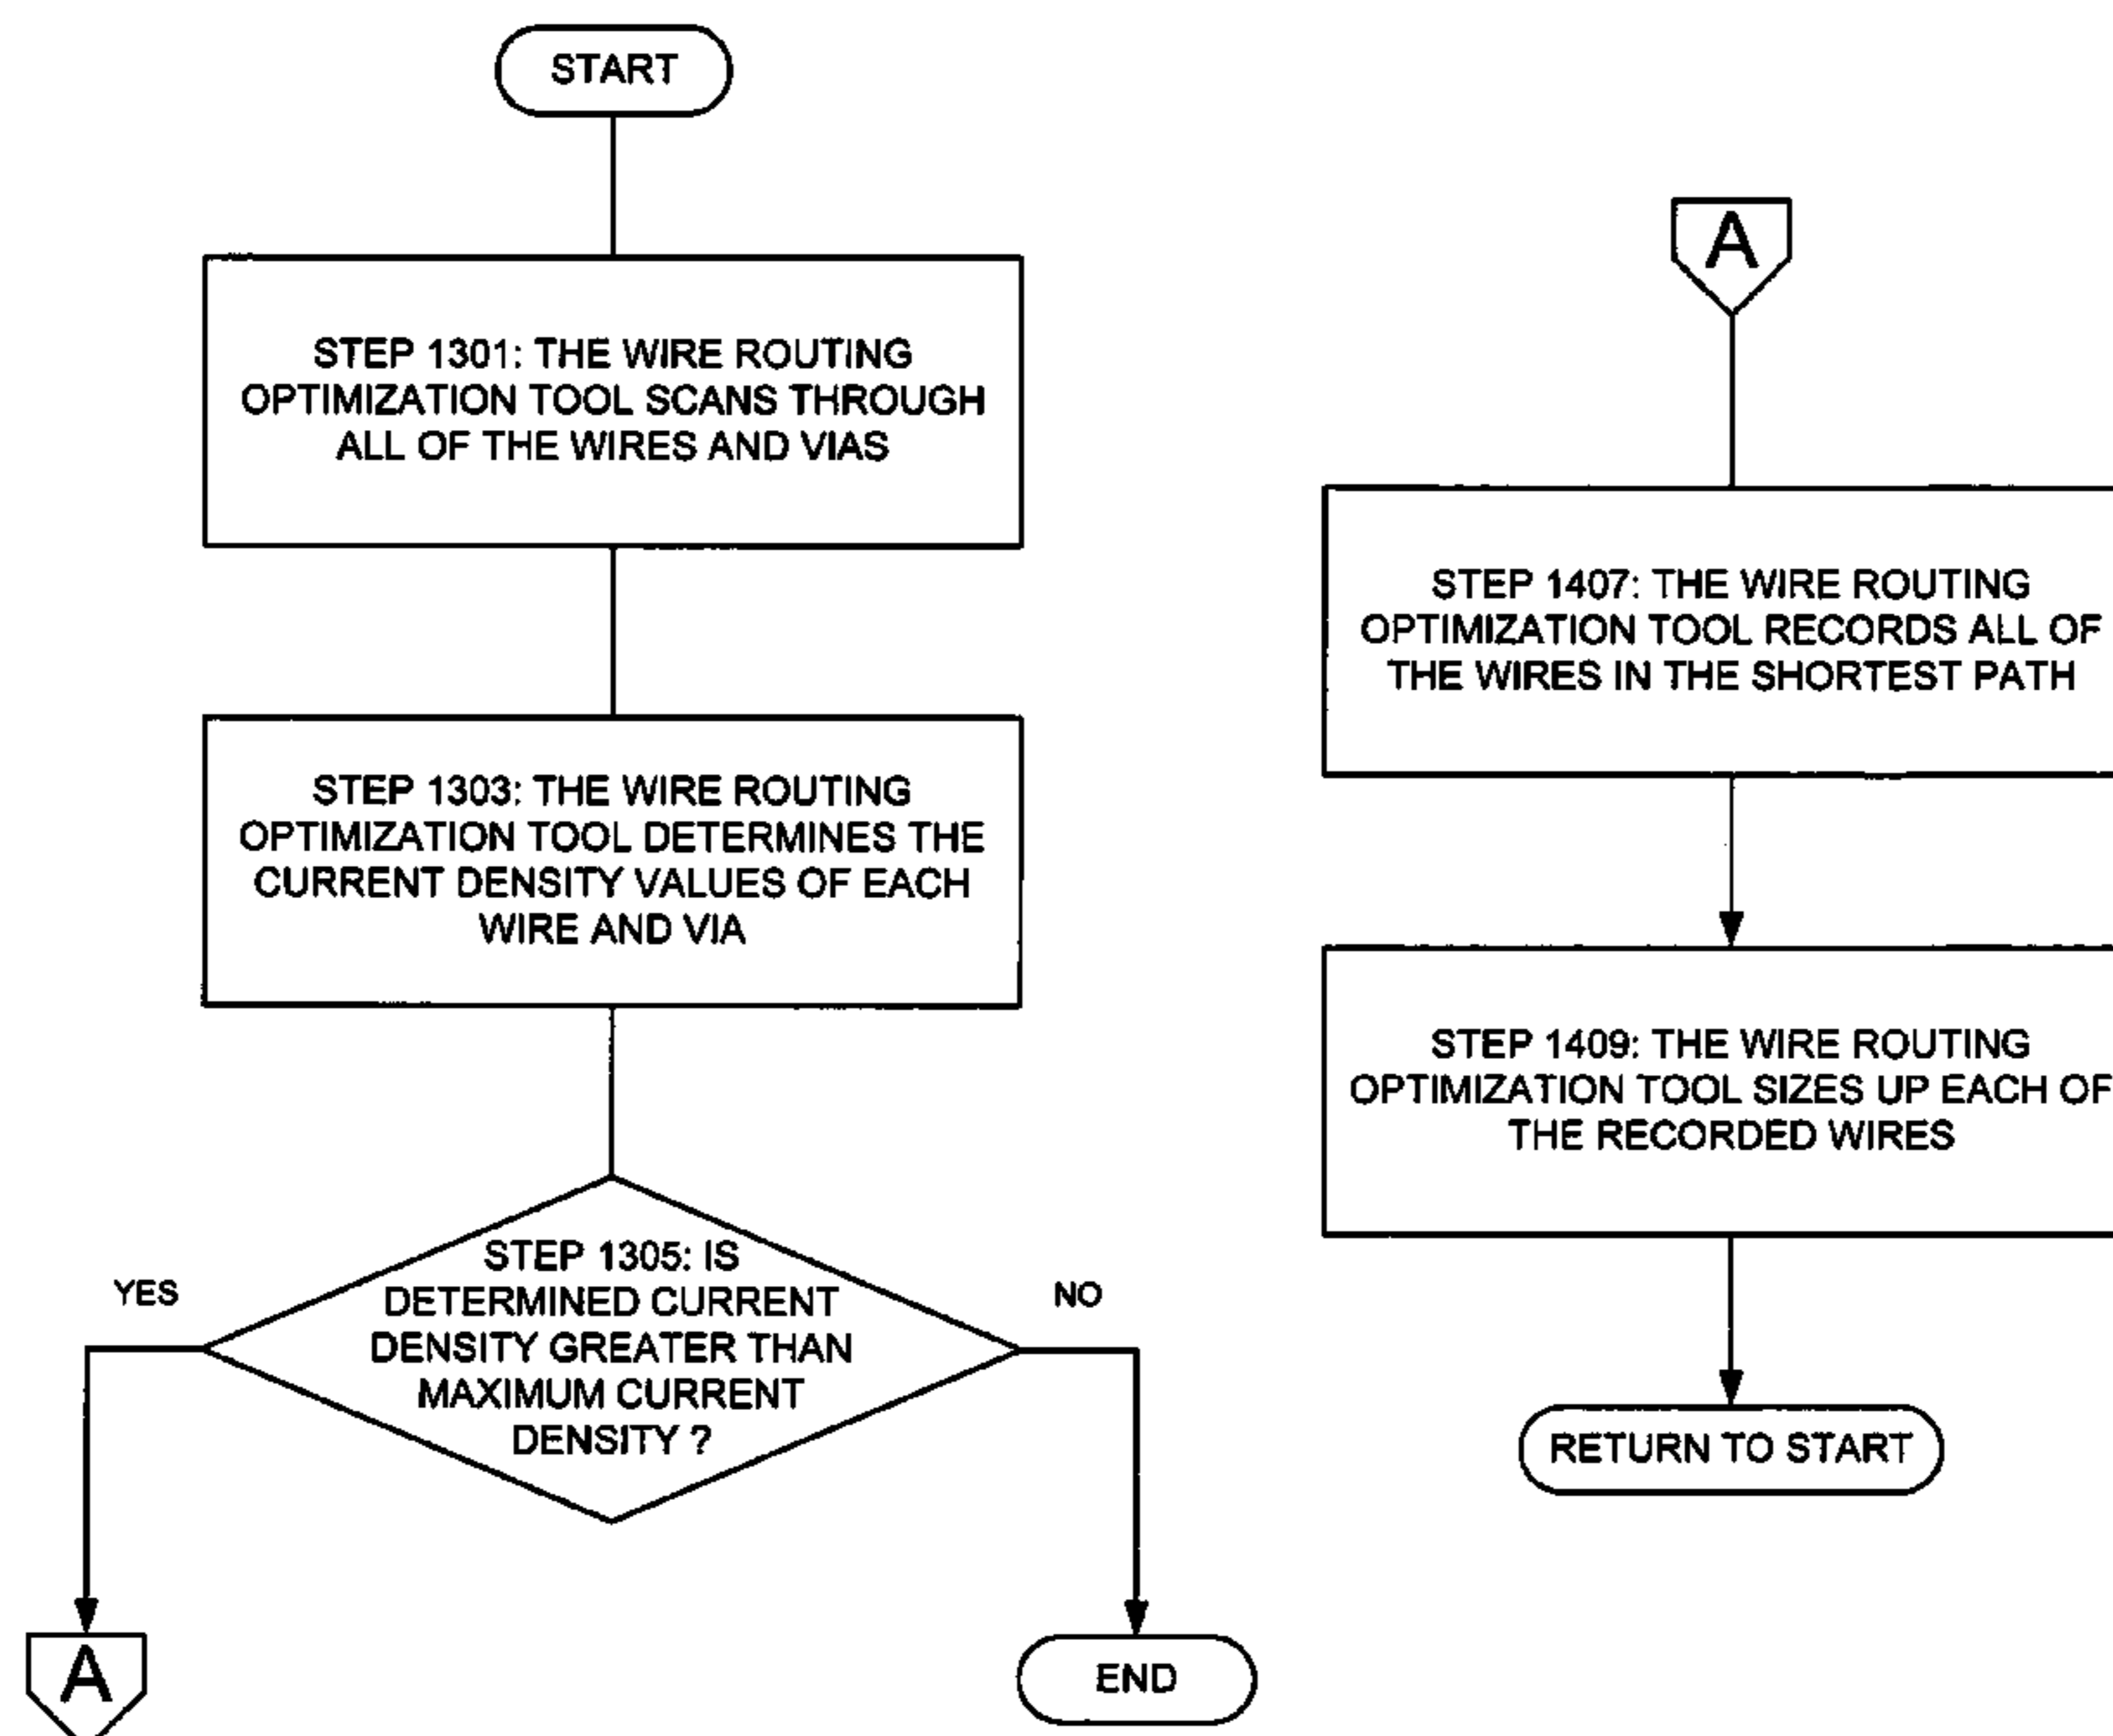 START
STEP 1301: THE WIRE ROUTING
OPTIMIZATION TOOL SCANS THROUGH
ALL OF THE WIRES AND VIAS
STEP 1303: THE WIRE ROUTING
OPTIMIZATION TOOL DETERMINES THE
CURRENT DENSITY VALUES OF EACH
WIRE AND VIA
STEP 1305: IS
DETERMINED CURRENT
DENSITY GREATER THAN
MAXIMUM CURRENT
DENSITY ?
YES
NO
A
END
A
STEP 1407: THE WIRE ROUTING
OPTIMIZATION TOOL RECORDS ALL OF
THE WIRES IN THE SHORTEST PATH
STEP 1409: THE WIRE ROUTING
OPTIMIZATION TOOL SIZES UP EACH OF
THE RECORDED WIRES
RETURN TO START